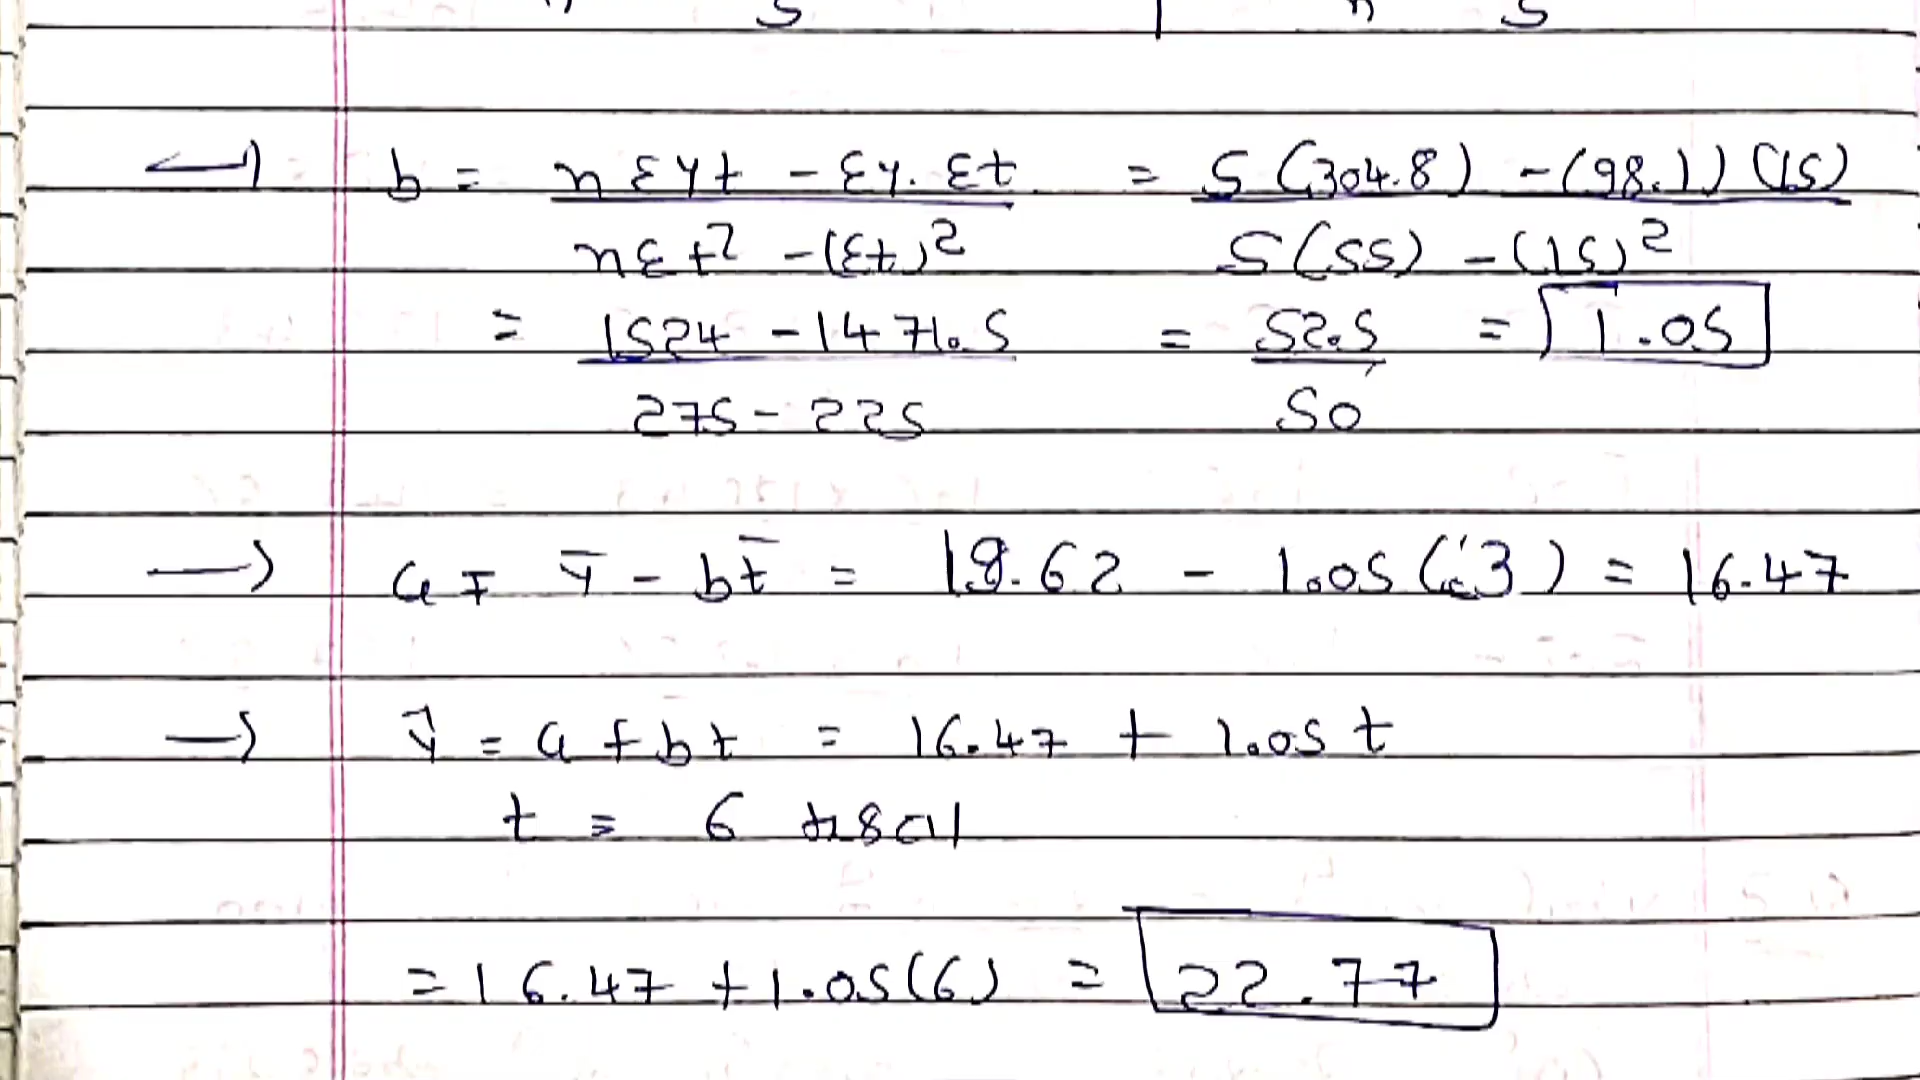 n 5 n 5
→ b = nΣyt - Σy. Σt = 5(304.8) - (98.1)(15)
nΣt² - (Σt)² 5(55) - (15)²
= 1524 - 1471.5 = 52.5 = 1.05
275 - 225 50
→ a = ȳ - bt̄ = 19.62 - 1.05(3) = 16.47
→ ŷ = a + bt = 16.47 + 1.05t
t = 6
= 16.47 + 1.05(6) = 22.77